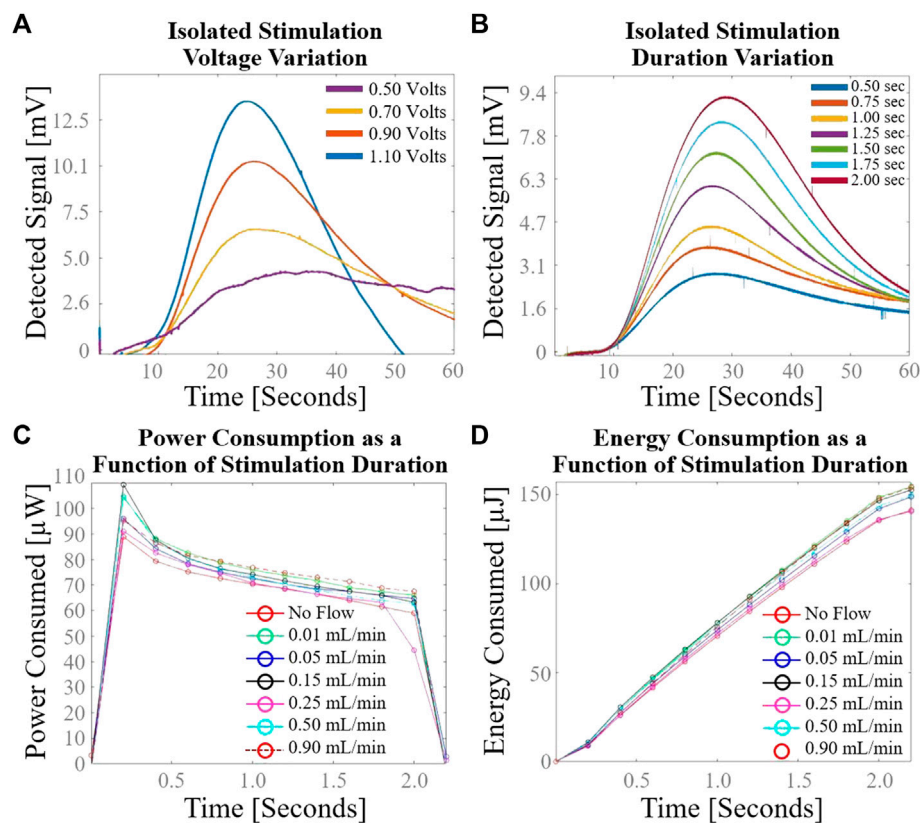 A
Isolated Stimulation
Voltage Variation
Detected Signal [mV]
12.5
10.1
7.5
5.0
2.6
0
0.50 Volts
0.70 Volts
0.90 Volts
1.10 Volts
10 20 30 40 50 60
Time [Seconds]
B
Isolated Stimulation
Duration Variation
Detected Signal [mV]
9.4
7.8
6.3
4.7
3.1
1.6
0
0.50 sec
0.75 sec
1.00 sec
1.25 sec
1.50 sec
1.75 sec
2.00 sec
10 20 30 40 50 60
Time [Seconds]
C
Power Consumption as a
Function of Stimulation Duration
Power Consumed [µW]
110
100
90
80
70
60
50
40
30
20
10
0
No Flow
0.01 mL/min
0.05 mL/min
0.15 mL/min
0.25 mL/min
0.50 mL/min
0.90 mL/min
0.5 1.0 1.5 2.0
Time [Seconds]
D
Energy Consumption as a
Function of Stimulation Duration
Energy Consumed [µJ]
150
100
50
0
No Flow
0.01 mL/min
0.05 mL/min
0.15 mL/min
0.25 mL/min
0.50 mL/min
0.90 mL/min
0.5 1.0 1.5 2.0
Time [Seconds]